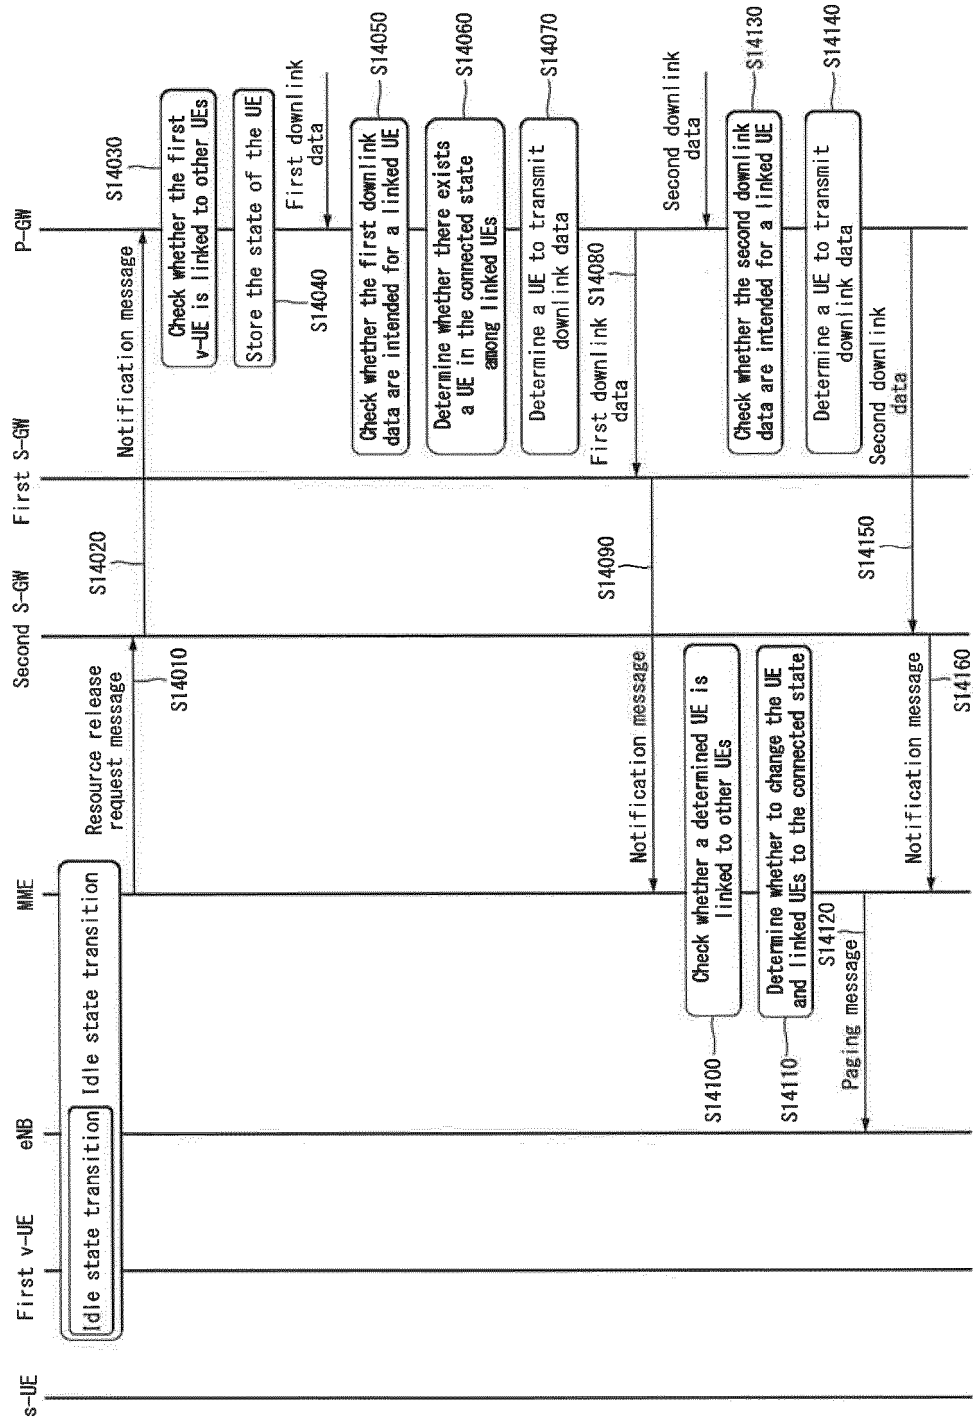 s-UE
First v-UE
eNB
MME
Second S-GW
First S-GW
P-GW
Idle state transition
Idle state transition
Resource release
request message
S14010
S14020
Notification message
S14030
Check whether the first
v-UE is linked to other UEs
Store the state of the UE
S14040
First downlink
data
Check whether the first downlink
data are intended for a linked UE
S14050
Determine whether there exists
a UE in the connected state
among linked UEs
S14060
Determine a UE to transmit
downlink data
S14070
First downlink
data
S14080
Notification message
S14090
Check whether a determined UE is
linked to other UEs
S14100
Determine whether to change the UE
and linked UEs to the connected state
S14110
S14120
Paging message
Second downlink
data
Check whether the second downlink
data are intended for a linked UE
S14130
Determine a UE to transmit
downlink data
S14140
Second downlink
data
S14150
Notification message
S14160